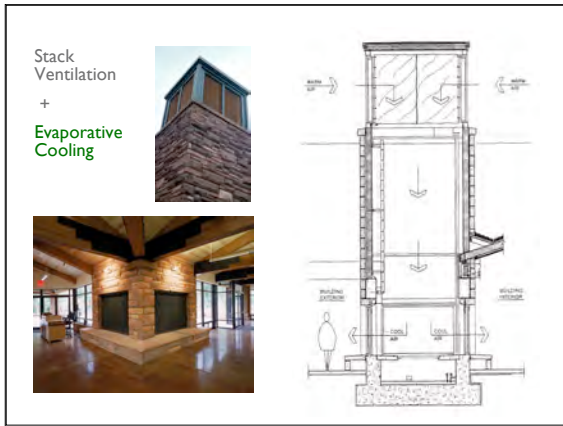 Stack
Ventilation
+
Evaporative
Cooling
WARM
AIR
WARM
AIR
BUILDING
EXTERIOR
BUILDING
INTERIOR
COOL
AIR
COOL
AIR